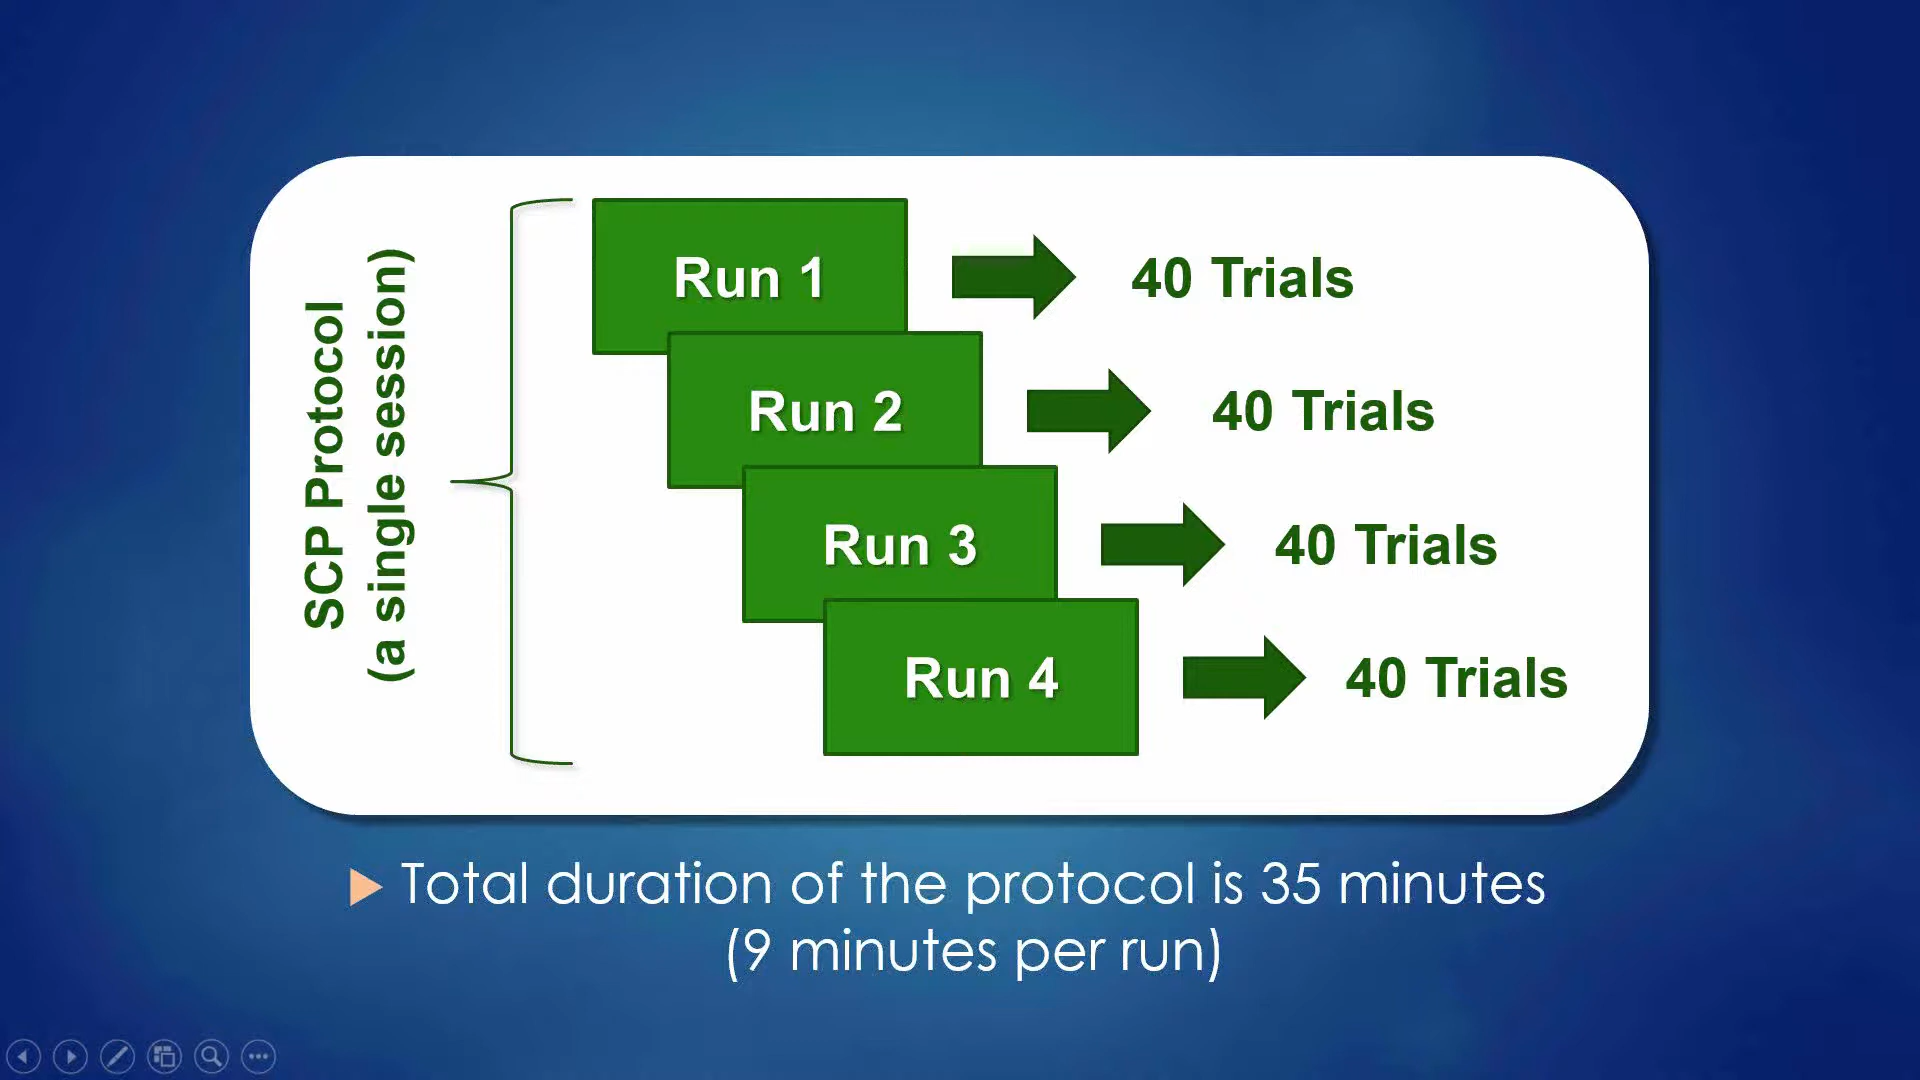 SCP Protocol
(a single session)
Run 1
40 Trials
Run 2
40 Trials
Run 3
40 Trials
Run 4
40 Trials
Total duration of the protocol is 35 minutes
(9 minutes per run)